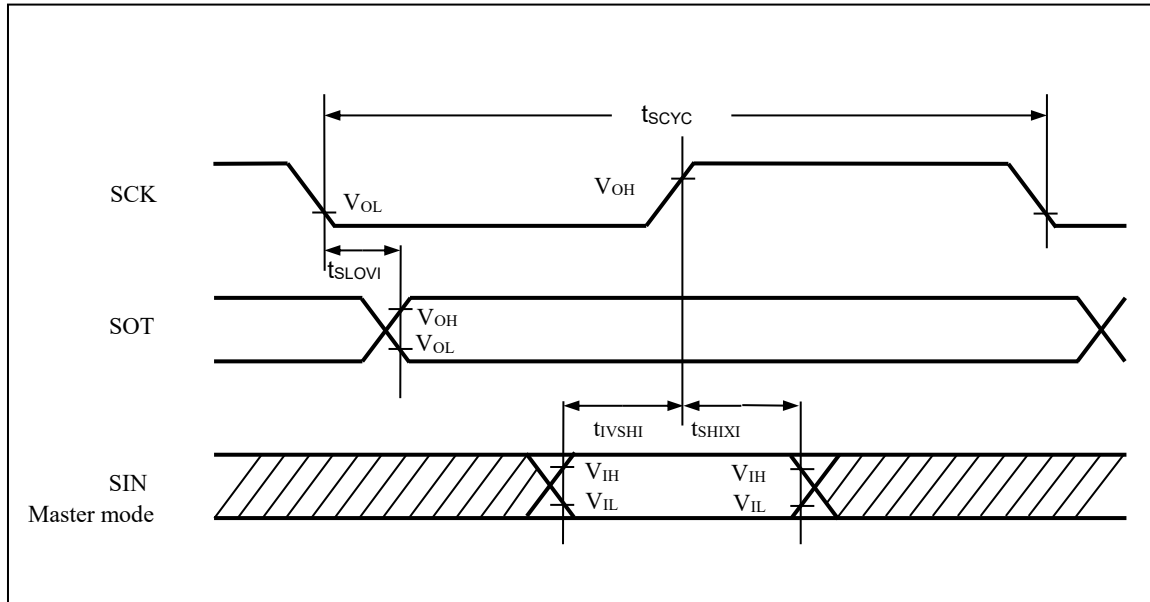 tSCYC
SCK
VOL
VOH
tSLOVI
SOT
VOH
VOL
tIVSHI
tSHIXI
SIN
Master mode
VIH
VIL
VIH
VIL